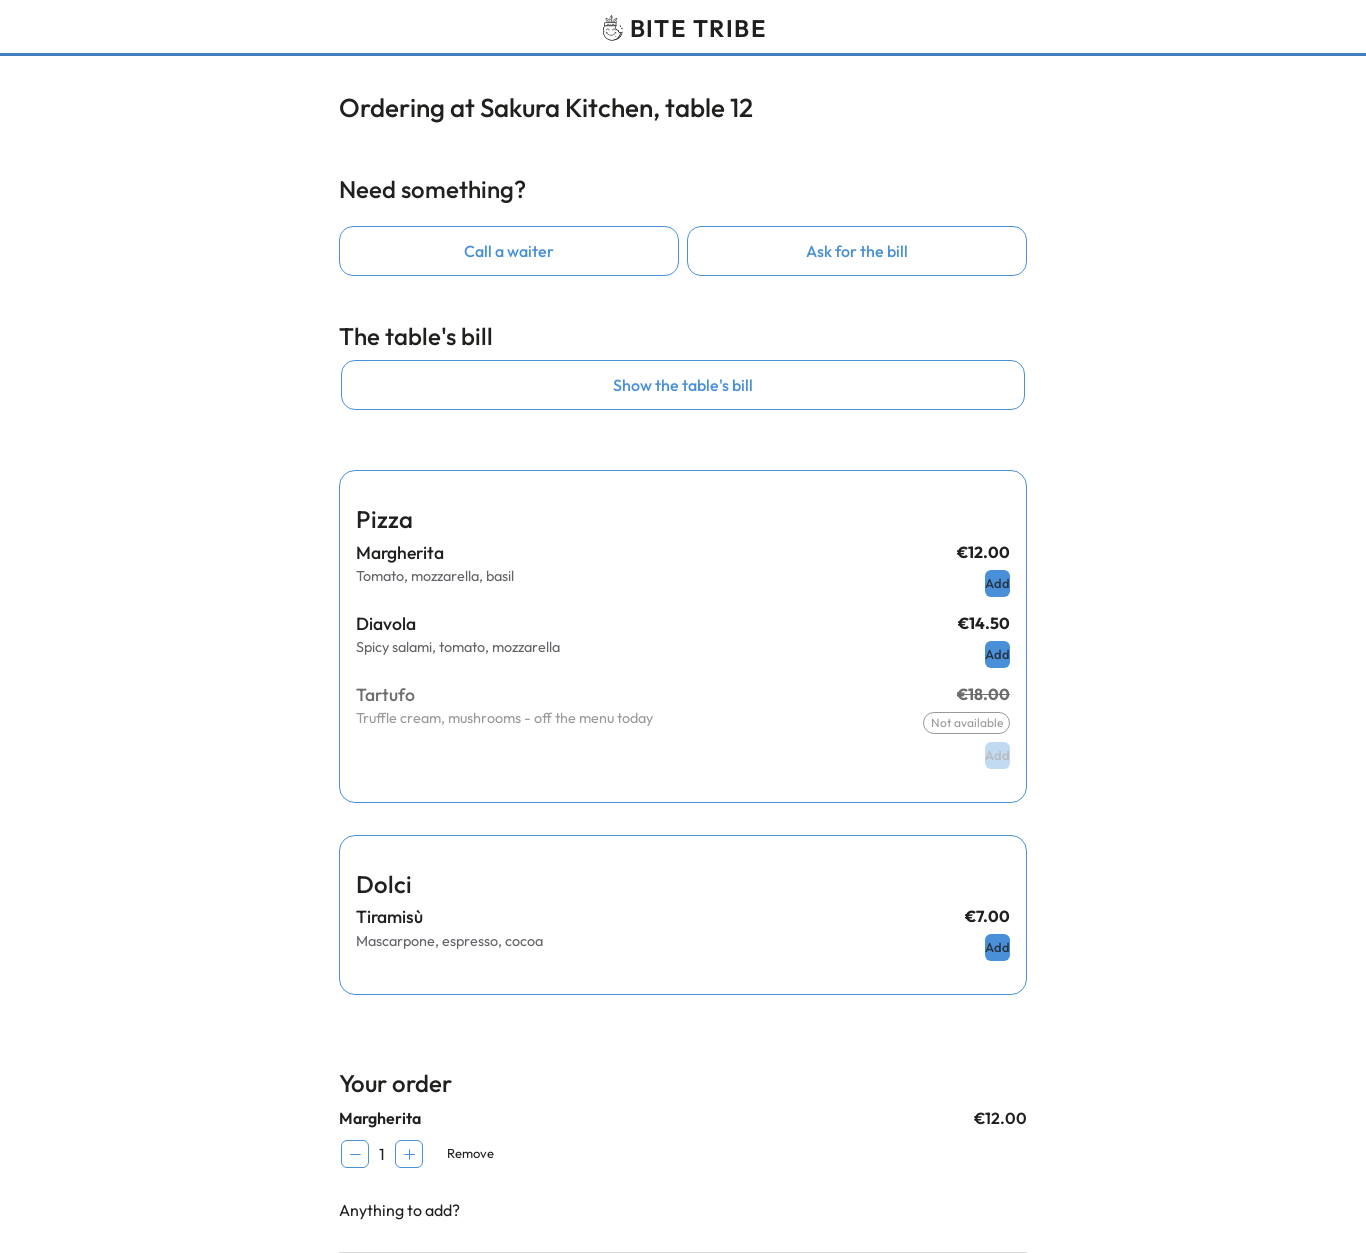 BITE TRIBE
Ordering at Sakura Kitchen, table 12
Need something?
Call a waiter
Ask for the bill
The table's bill
Show the table's bill
Pizza
Margherita
€12.00
Tomato, mozzarella, basil
Add
Diavola
€14.50
Spicy salami, tomato, mozzarella
Add
Tartufo
€18.00
Truffle cream, mushrooms - off the menu today
Not available
Add
Dolci
Tiramisù
€7.00
Mascarpone, espresso, cocoa
Add
Your order
Margherita
€12.00
1
Remove
Anything to add?